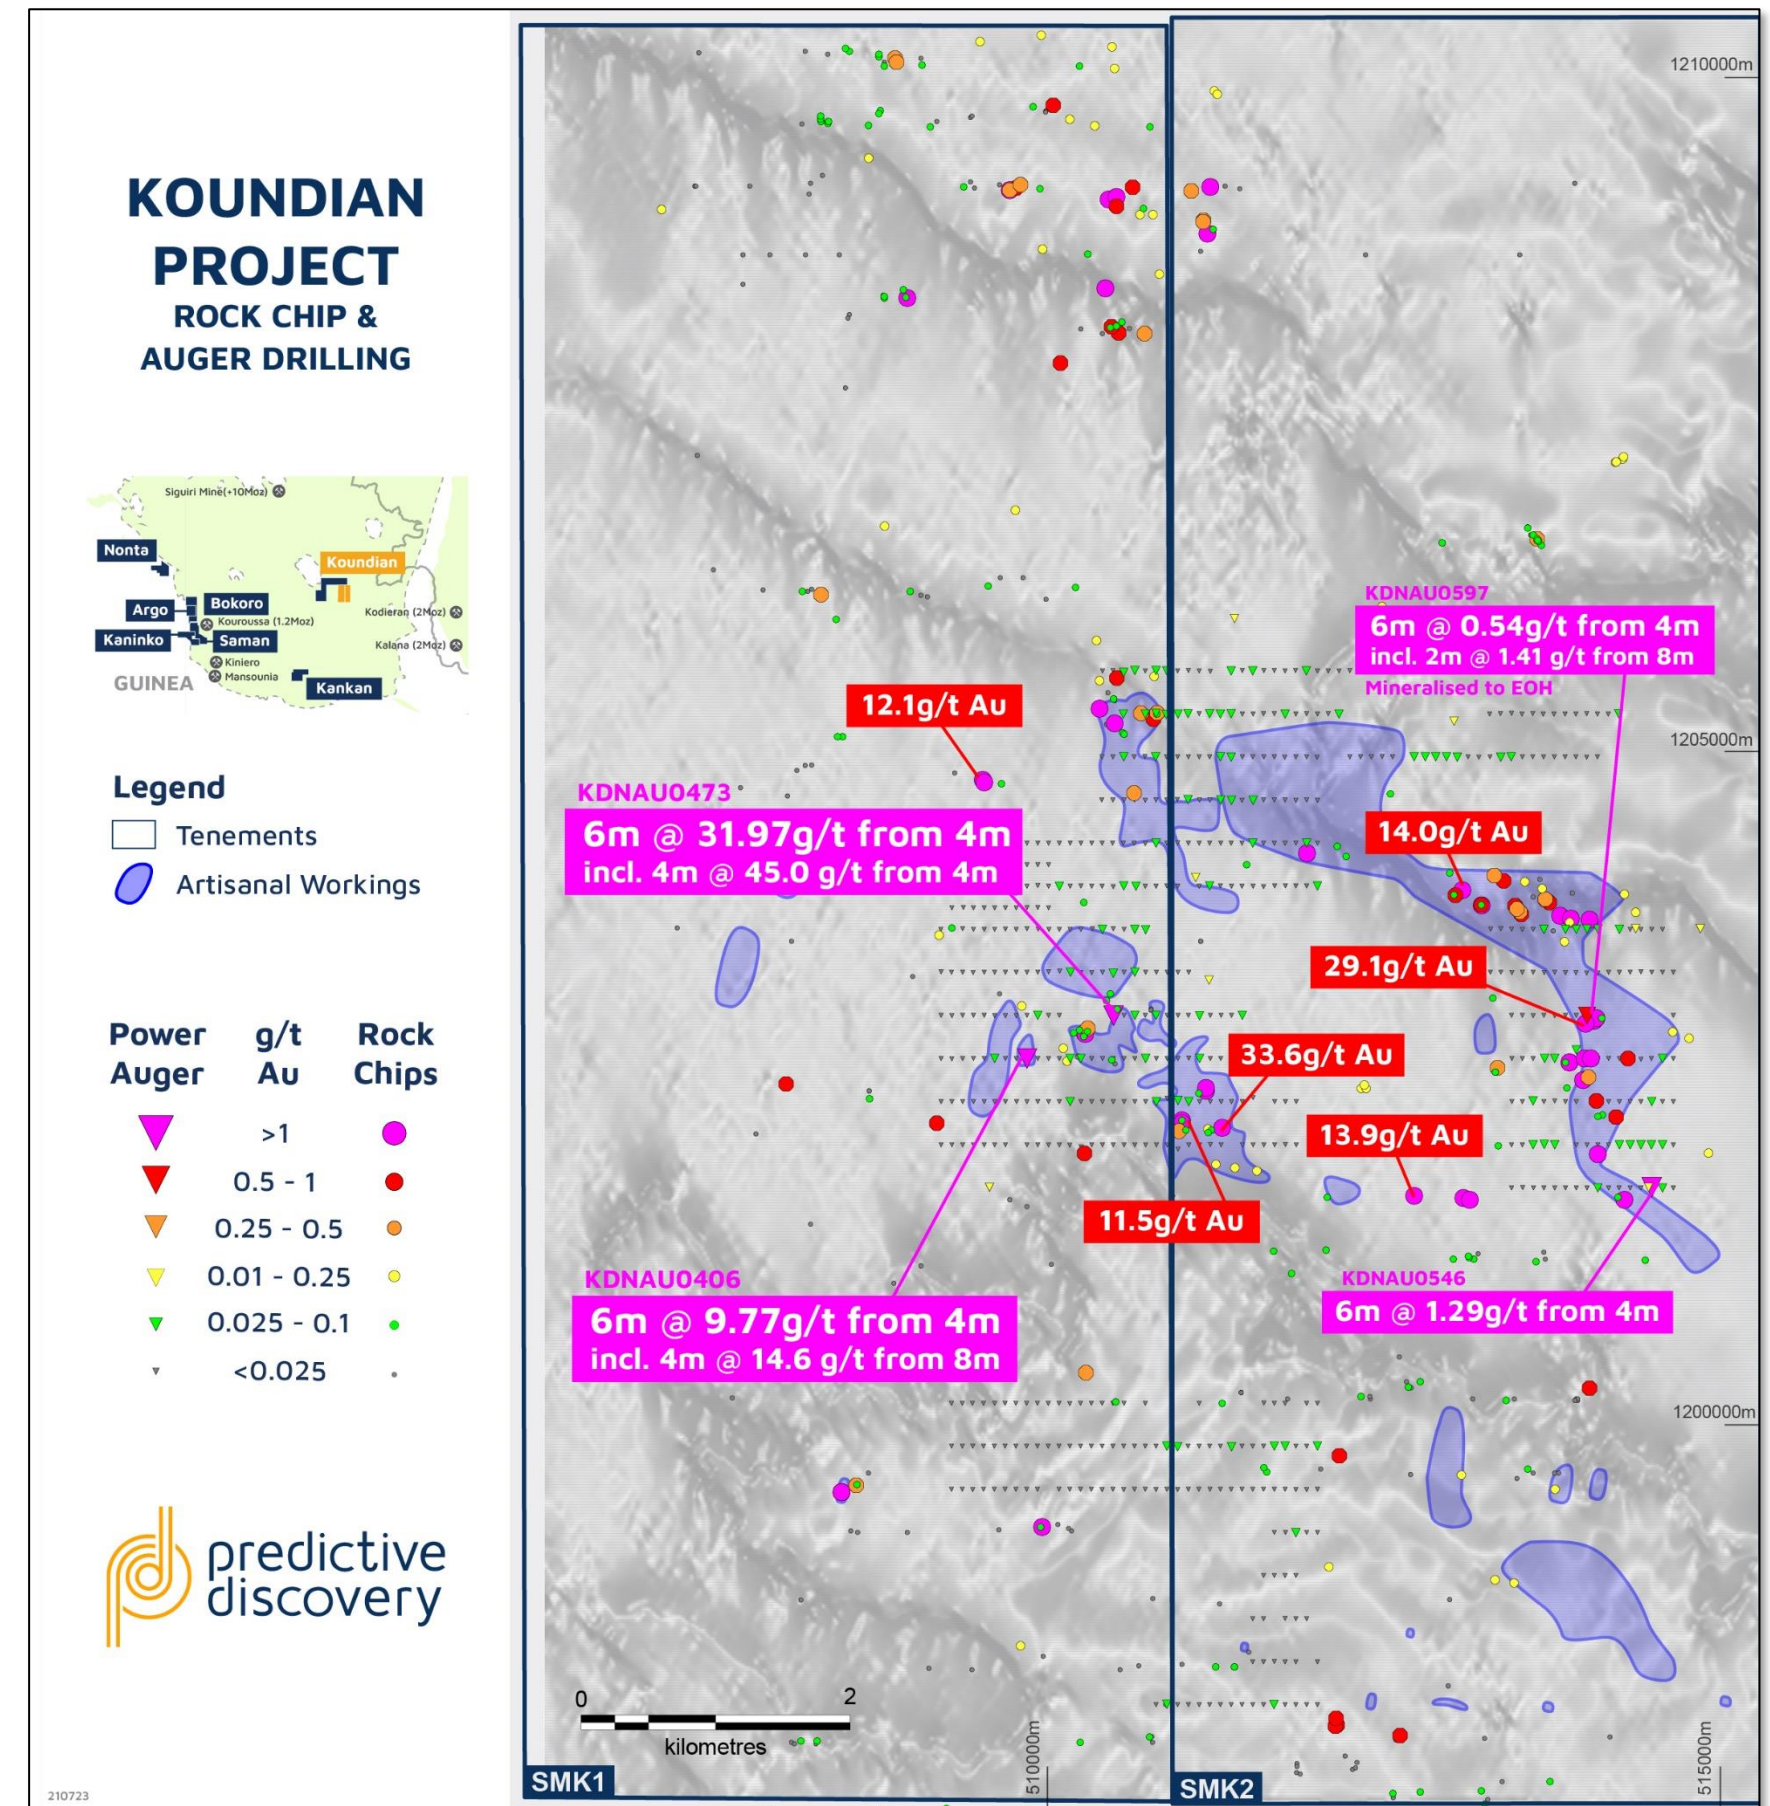 KOUNDIAN
PROJECT
ROCK CHIP &
AUGER DRILLING
Siguiri Mine(+10Moz)
Nonta
Koundian
Argo
Bokoro
Kodieran (2Moz)
Kouroussa (1.2Moz)
Kaninko
Saman
Kalana (2Moz)
Kiniero
Mansounia
GUINEA
Kankan
Legend
Tenements
Artisanal Workings
Power Auger
g/t Au
Rock Chips
>1
0.5 - 1
0.25 - 0.5
0.01 - 0.25
0.025 - 0.1
<0.025
predictive
discovery
210723
1210000m
KDNAU0597
6m @ 0.54g/t from 4m
incl. 2m @ 1.41 g/t from 8m
Mineralised to EOH
12.1g/t Au
1205000m
KDNAU0473
6m @ 31.97g/t from 4m
incl. 4m @ 45.0 g/t from 4m
14.0g/t Au
29.1g/t Au
33.6g/t Au
13.9g/t Au
11.5g/t Au
KDNAU0406
6m @ 9.77g/t from 4m
incl. 4m @ 14.6 g/t from 8m
KDNAU0546
6m @ 1.29g/t from 4m
1200000m
0 2
kilometres
510000m
515000m
SMK1
SMK2